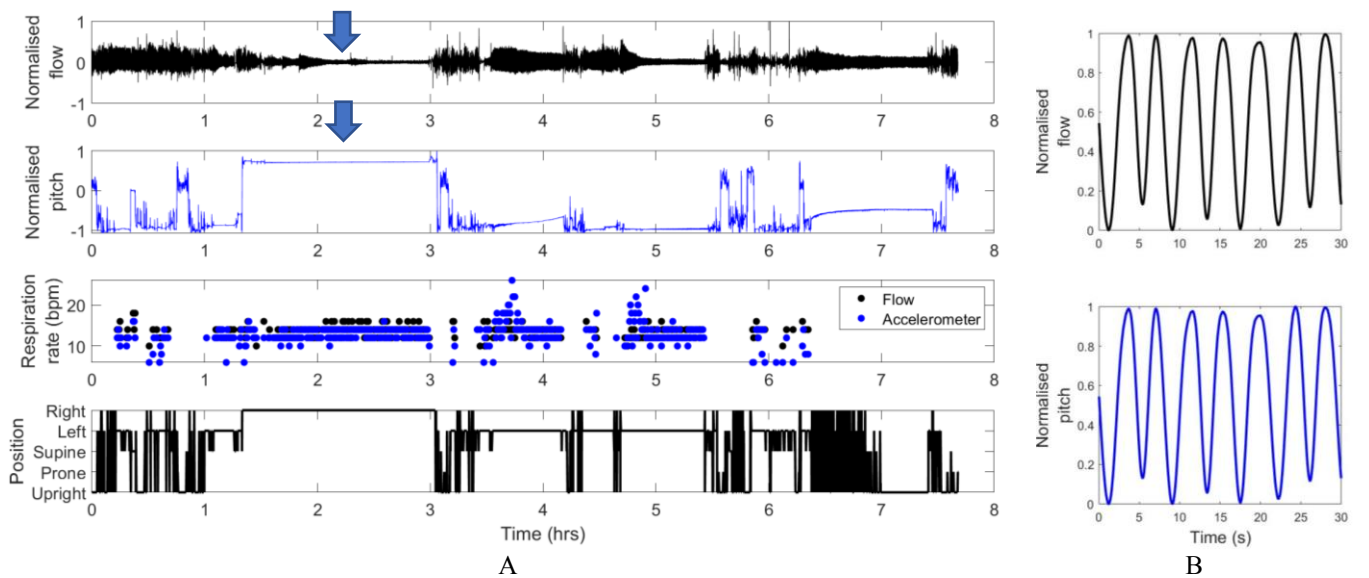 Normalised
flow
1
0
-1
0 1 2 3 4 5 6 7 8
Normalised
pitch
1
0
-1
0 1 2 3 4 5 6 7 8
Respiration
rate (bpm)
20
10
Flow
Accelerometer
0 1 2 3 4 5 6 7 8
Position
Right
Left
Supine
Prone
Upright
0 1 2 3 4 5 6 7 8
Time (hrs)
A
Normalised
flow
1
0.8
0.6
0.4
0.2
0
0 5 10 15 20 25 30
Normalised
pitch
1
0.8
0.6
0.4
0.2
0
0 5 10 15 20 25 30
Time (s)
B